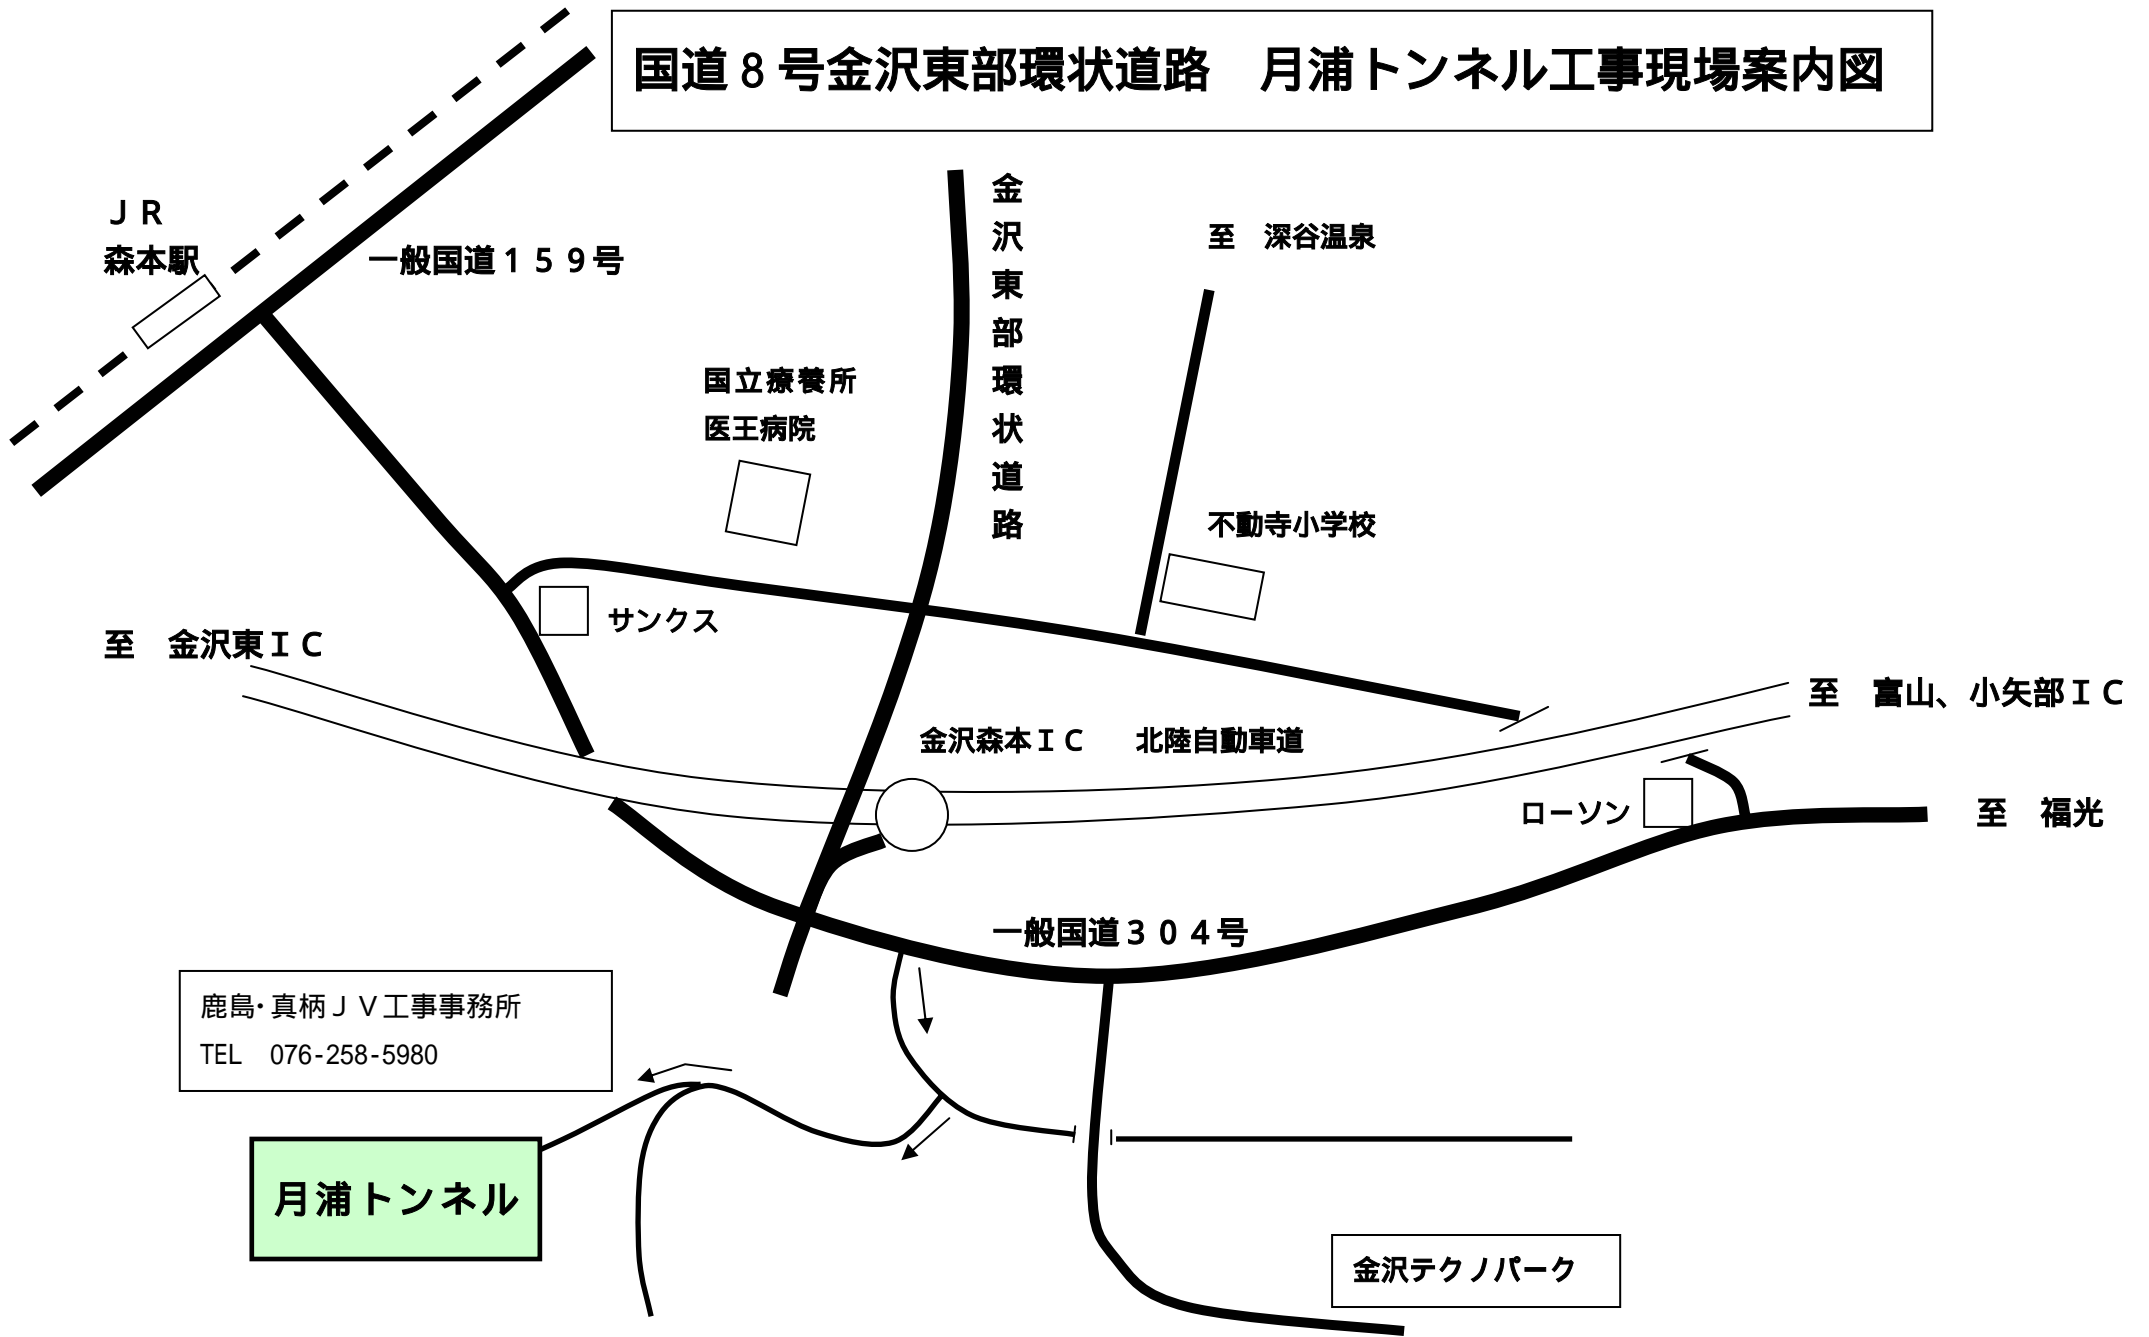 国道８号金沢東部環状道路　月浦トンネル工事現場案内図
ＪＲ
森本駅
一般国道１５９号
金沢東部環状道路
至　深谷温泉
国立療養所
医王病院
不動寺小学校
サンクス
至　金沢東ＩＣ
至　富山、小矢部ＩＣ
金沢森本ＩＣ　北陸自動車道
ローソン
至　福光
一般国道３０４号
鹿島・真柄ＪＶ工事事務所
TEL　076-258-5980
月浦トンネル
金沢テクノパーク